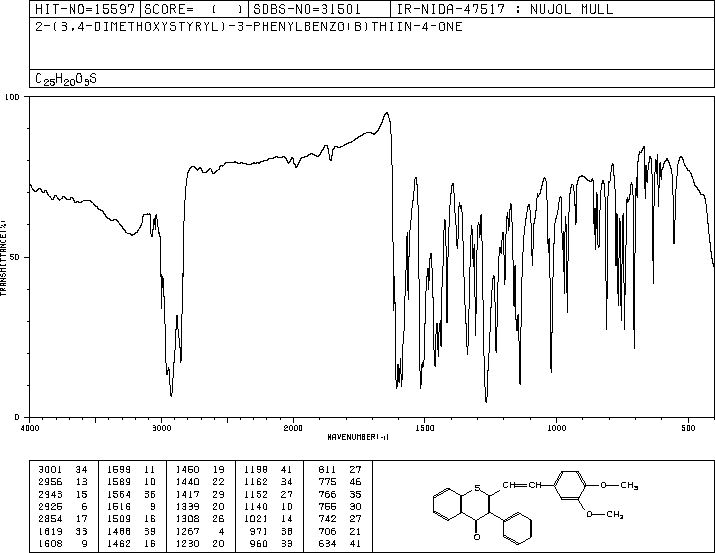 HIT-NO=15597 SCORE= ( ) SDBS-NO=31501 IR-NIDA-47517 : NUJOL MULL
2-(3,4-DIMETHOXYSTYRYL)-3-PHENYLBENZO(B)THIIN-4-ONE
C25H20O3S
100
50
0
TRANSMITTANCE(%)
4000 3000 2000 1500 1000 500
WAVENUMBER(-1)
3001 34 1599 11 1450 19 1198 41 811 27
2956 13 1589 10 1440 22 1162 34 775 46
2943 15 1564 36 1417 29 1152 27 766 35
2925 6 1516 9 1339 20 1140 10 755 30
2854 17 1509 16 1308 26 1021 14 742 27
1619 33 1488 39 1267 4 971 38 706 21
1608 9 1462 16 1230 20 960 39 634 41
S
CH=CH
O-CH3
O-CH3
O